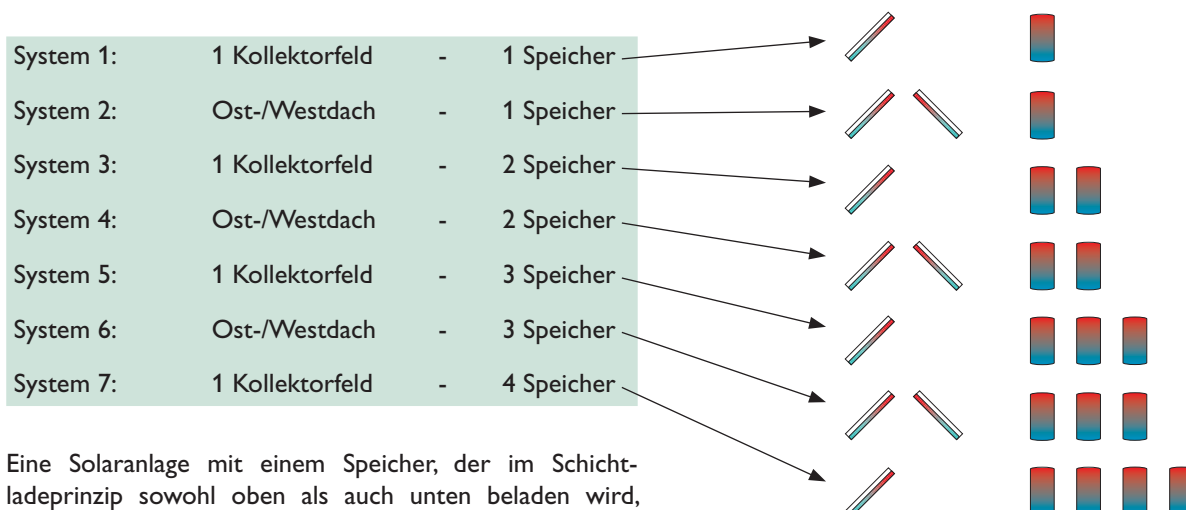 System 1: 1 Kollektorfeld - 1 Speicher
System 2: Ost-/Westdach - 1 Speicher
System 3: 1 Kollektorfeld - 2 Speicher
System 4: Ost-/Westdach - 2 Speicher
System 5: 1 Kollektorfeld - 3 Speicher
System 6: Ost-/Westdach - 3 Speicher
System 7: 1 Kollektorfeld - 4 Speicher
Eine Solaranlage mit einem Speicher, der im Schicht-
ladeprinzip sowohl oben als auch unten beladen wird,